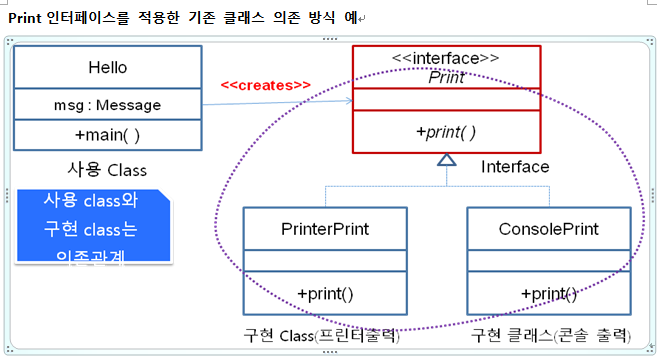 Print 인터페이스를 적용한 기존 클래스 의존 방식 예
Hello
msg : Message
+main( )
사용 Class
사용 class와
구현 class는
의존관계
<<creates>>
<<interface>>
Print
+print( )
Interface
PrinterPrint
+print()
구현 Class(프린터출력)
ConsolePrint
+print()
구현 클래스(콘솔 출력)